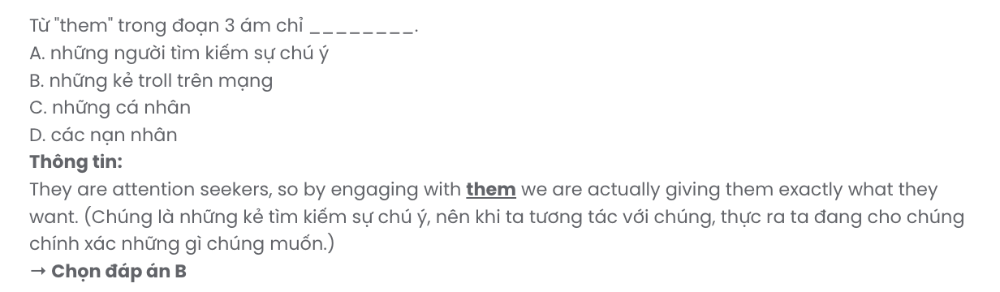 Từ "them" trong đoạn 3 ám chỉ ________.
A. những người tìm kiếm sự chú ý
B. những kẻ troll trên mạng
C. những cá nhân
D. các nạn nhân
Thông tin:
They are attention seekers, so by engaging with them we are actually giving them exactly what they
want. (Chúng là những kẻ tìm kiếm sự chú ý, nên khi ta tương tác với chúng, thực ra ta đang cho chúng
chính xác những gì chúng muốn.)
→ Chọn đáp án B